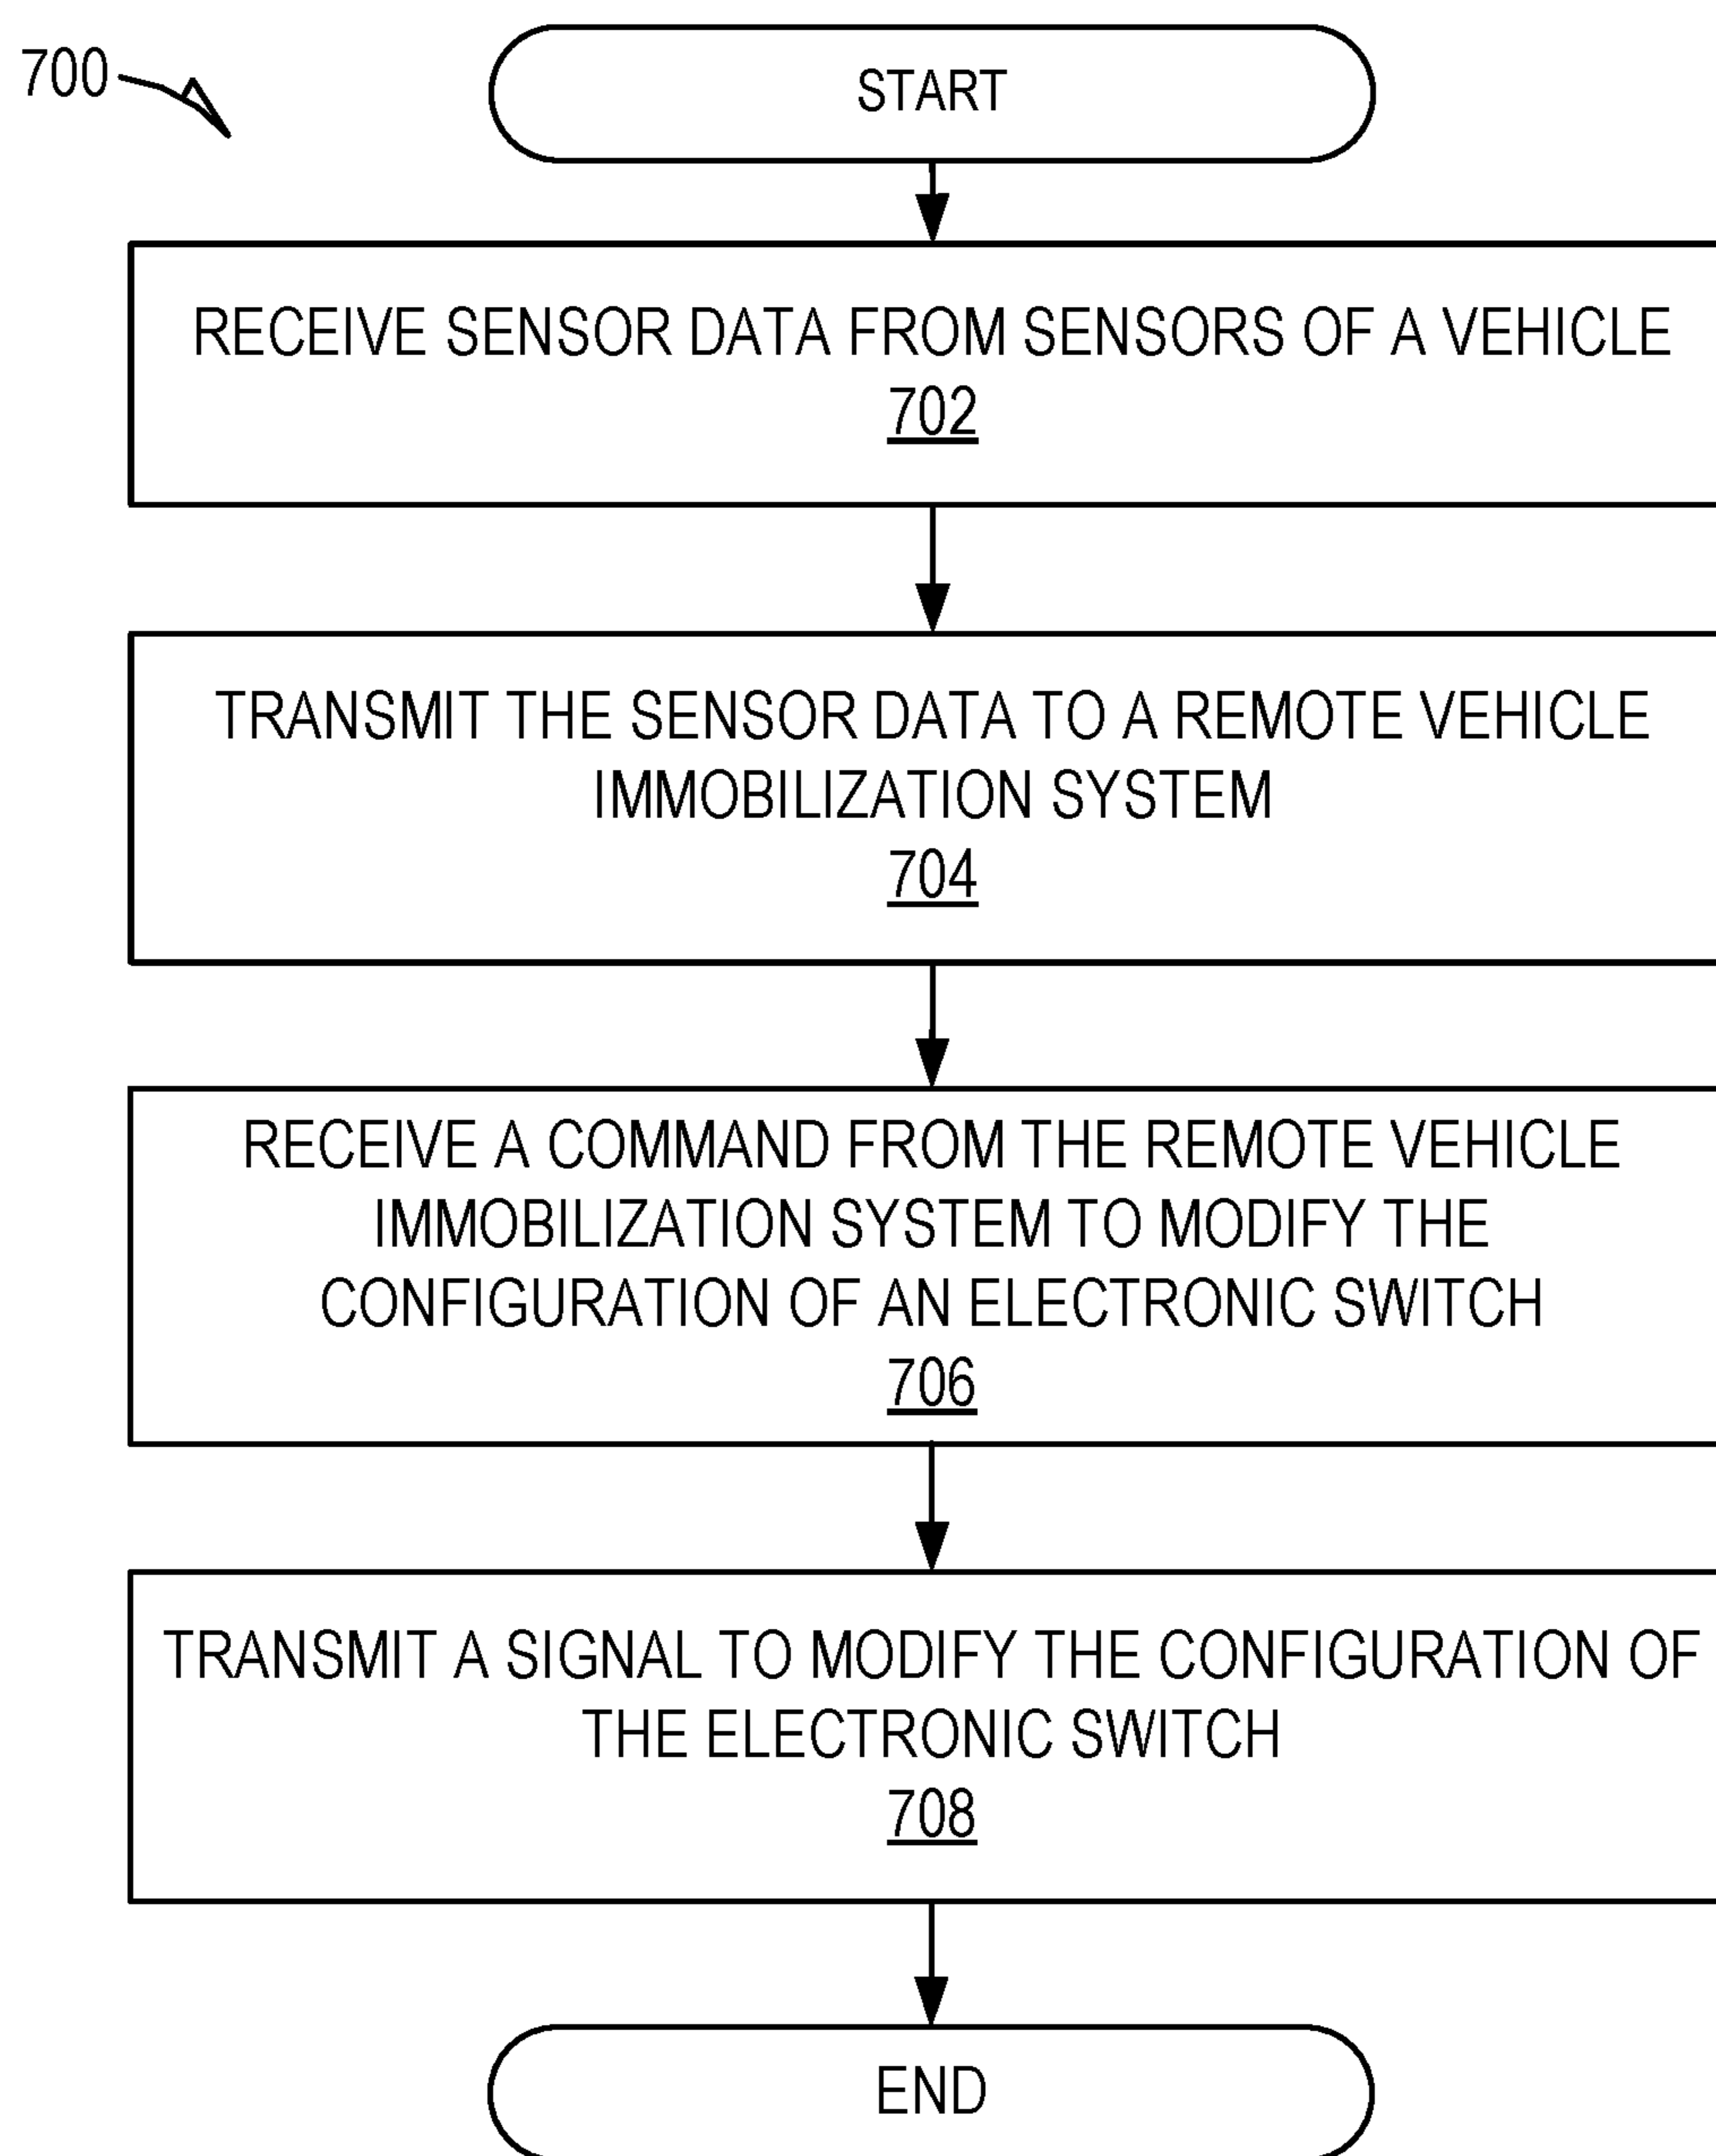 700
START
RECEIVE SENSOR DATA FROM SENSORS OF A VEHICLE
702
TRANSMIT THE SENSOR DATA TO A REMOTE VEHICLE
IMMOBILIZATION SYSTEM
704
RECEIVE A COMMAND FROM THE REMOTE VEHICLE
IMMOBILIZATION SYSTEM TO MODIFY THE
CONFIGURATION OF AN ELECTRONIC SWITCH
706
TRANSMIT A SIGNAL TO MODIFY THE CONFIGURATION OF
THE ELECTRONIC SWITCH
708
END